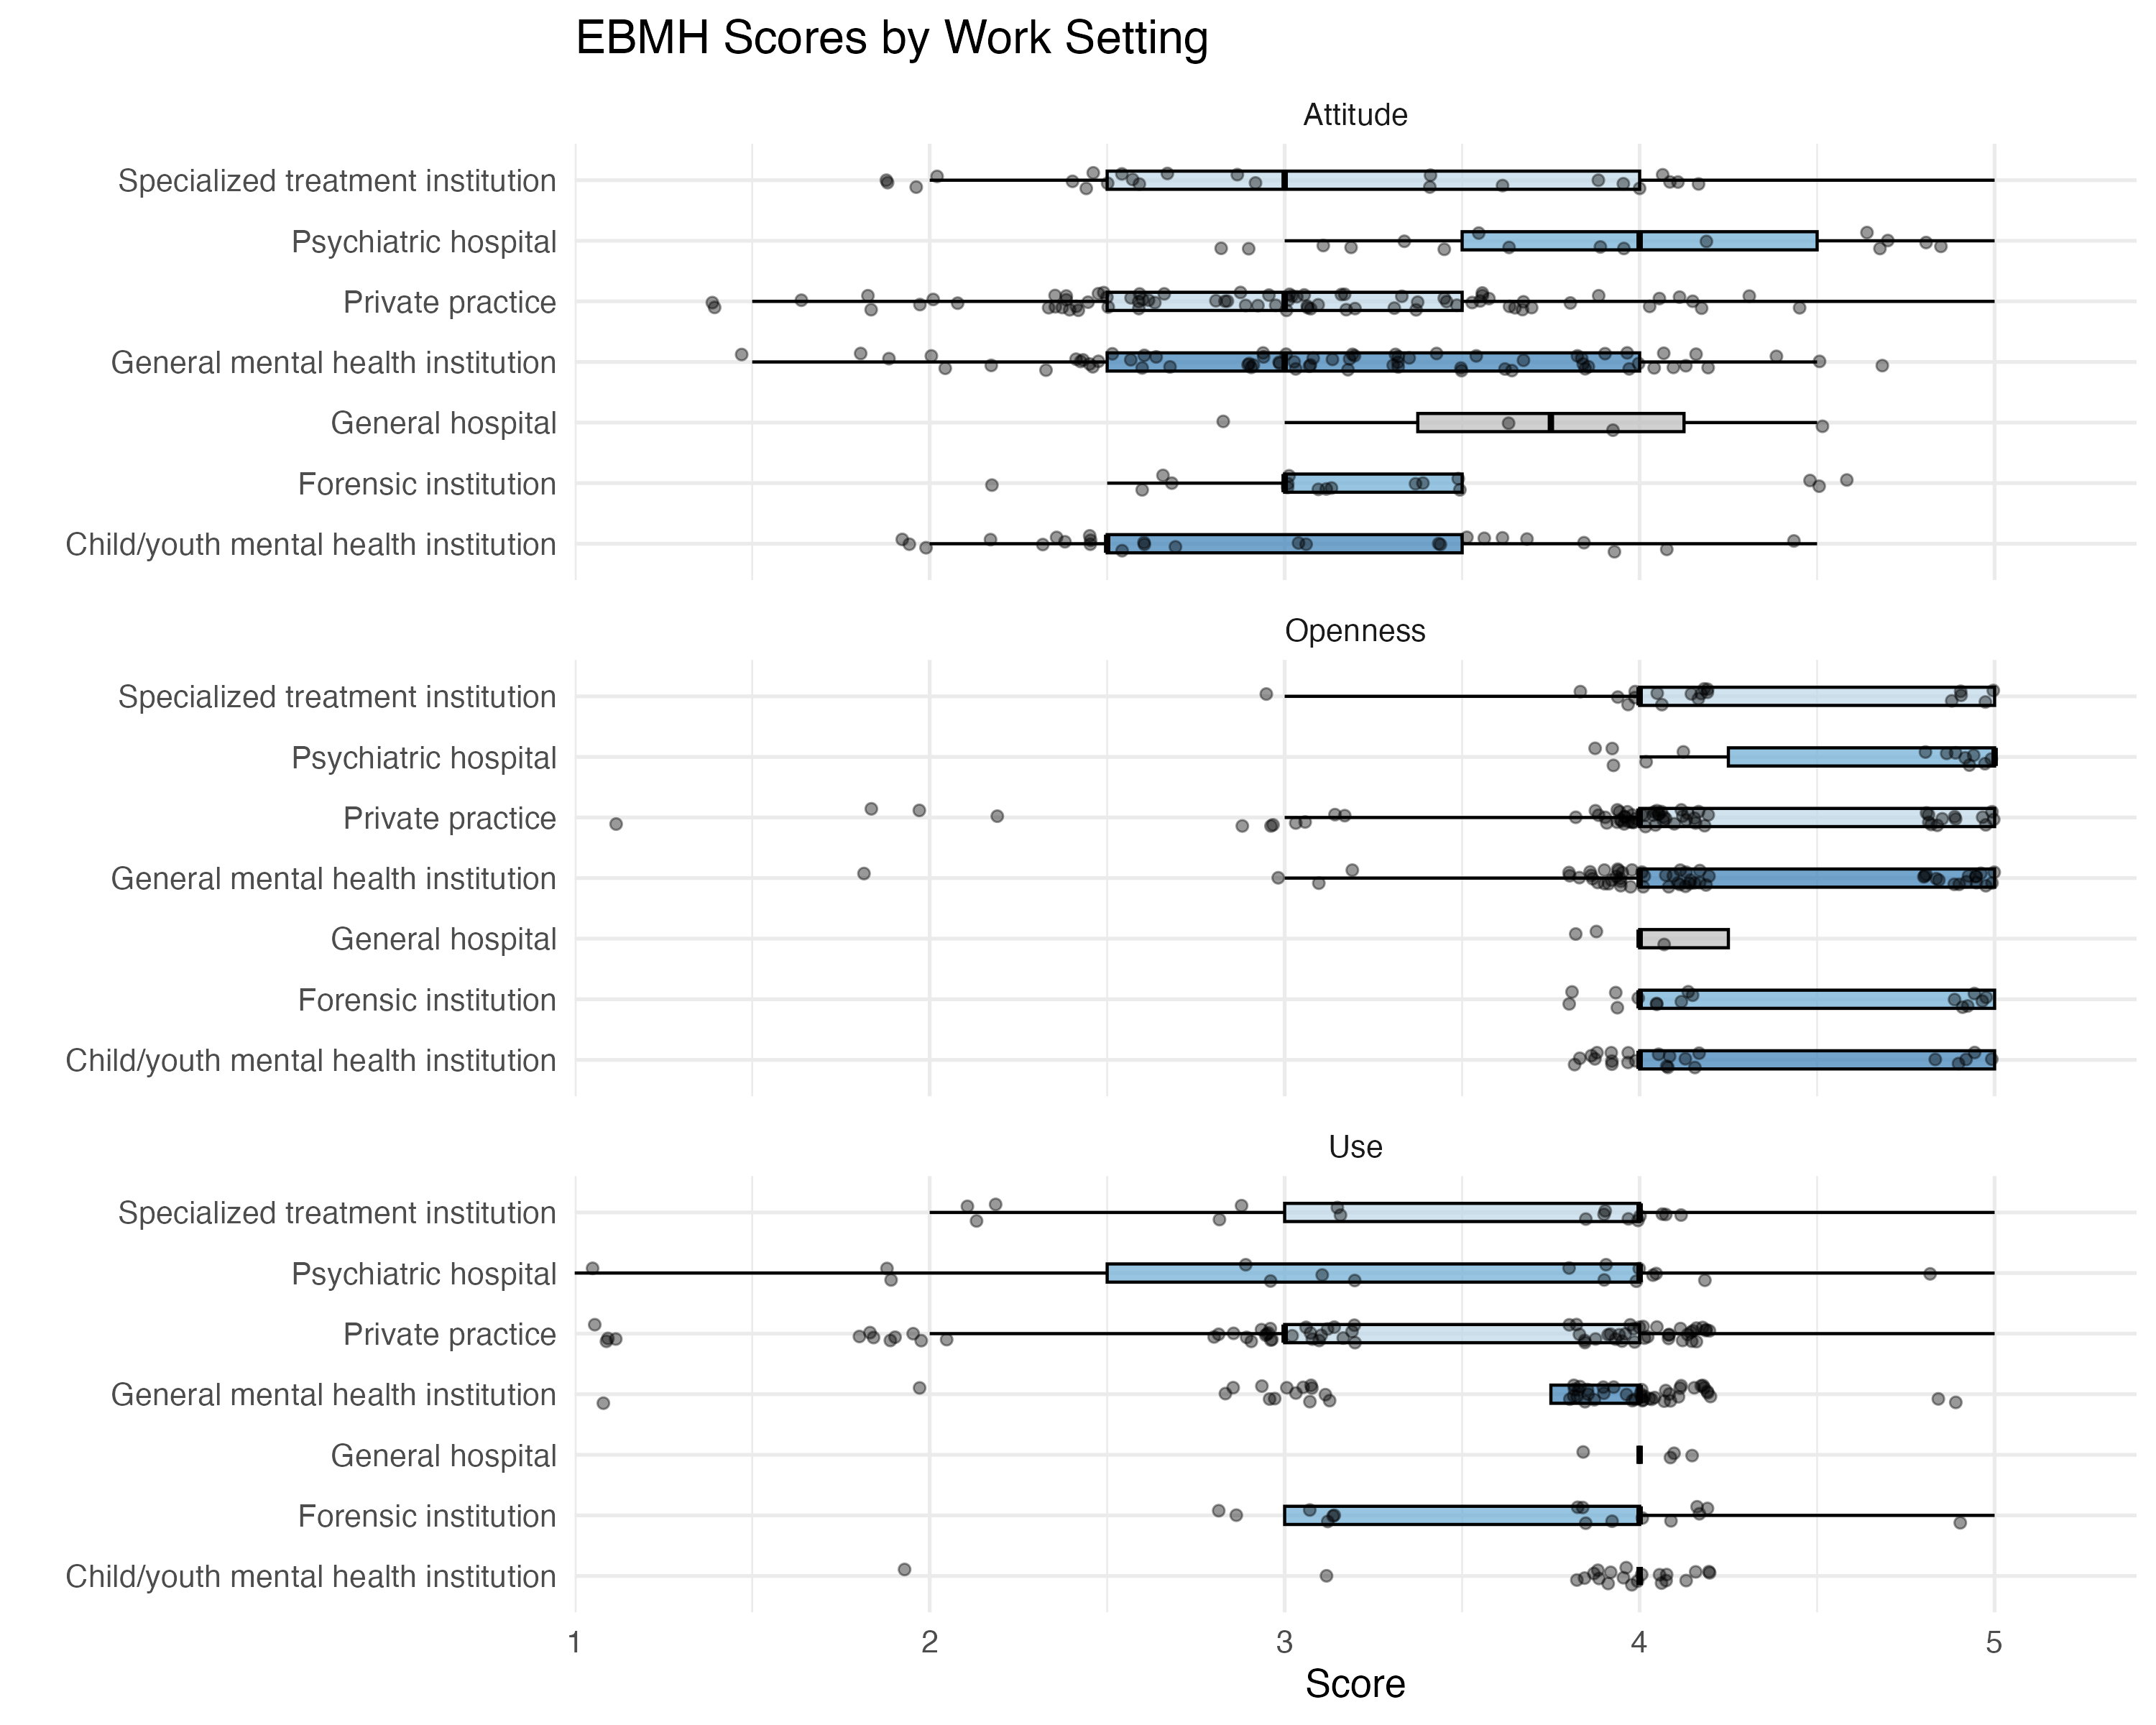 EBMH Scores by Work Setting
Attitude
Specialized treatment institution
Psychiatric hospital
Private practice
General mental health institution
General hospital
Forensic institution
Child/youth mental health institution
Openness
Specialized treatment institution
Psychiatric hospital
Private practice
General mental health institution
General hospital
Forensic institution
Child/youth mental health institution
Use
Specialized treatment institution
Psychiatric hospital
Private practice
General mental health institution
General hospital
Forensic institution
Child/youth mental health institution
1 2 3 4 5
Score